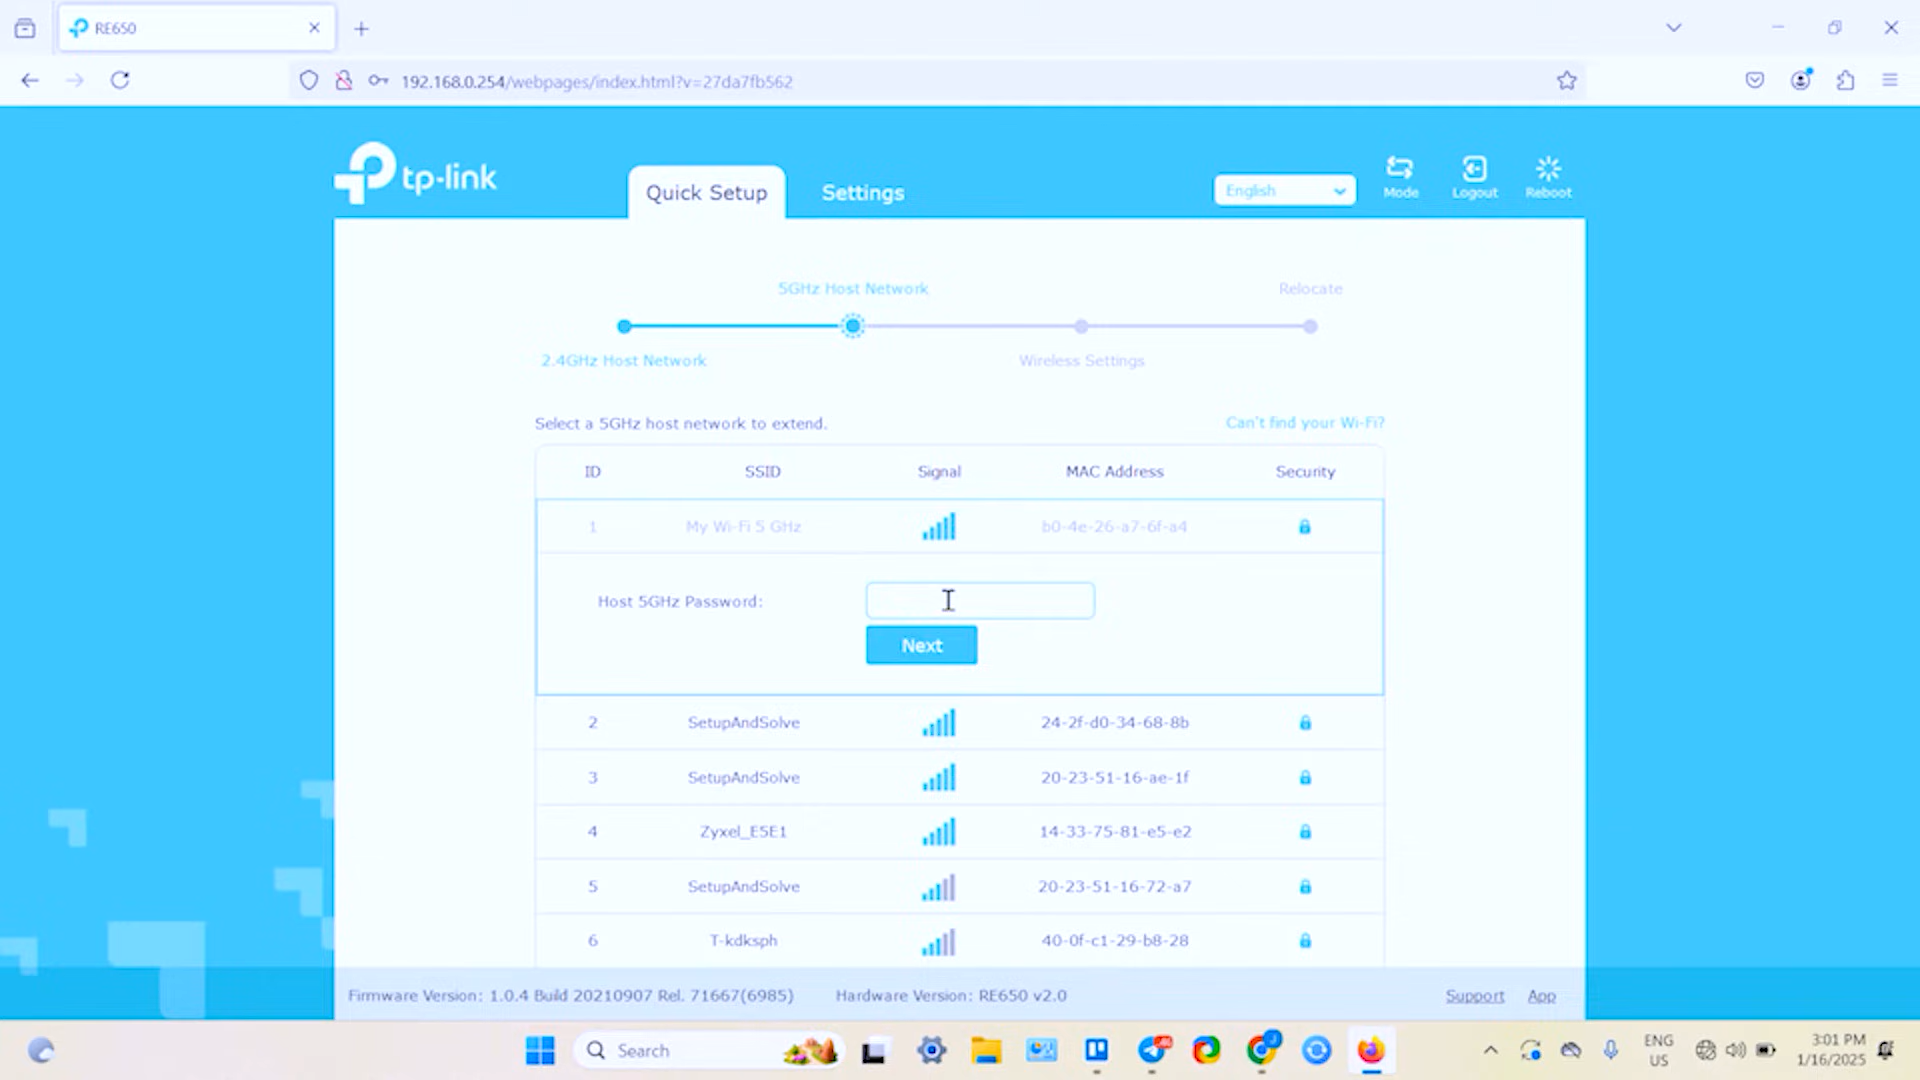 RE650
192.168.0.254/webpages/index.html?v=27da7fb562
tp-link
Quick Setup
Settings
English
Mode
Logout
Reboot
5GHz Host Network
Relocate
2.4GHz Host Network
Wireless Settings
Select a 5GHz host network to extend.
Can't find your Wi-Fi?
ID SSID Signal MAC Address Security
1 My Wi-Fi 5 GHz b0-4e-26-a7-6f-a4
Host 5GHz Password:
Next
2 SetupAndSolve 24-2f-d0-34-68-8b
3 SetupAndSolve 20-23-51-16-ae-1f
4 Zyxel_E5E1 14-33-75-81-e5-e2
5 SetupAndSolve 20-23-51-16-72-a7
6 T-kdksph 40-0f-c1-29-b8-28
Firmware Version: 1.0.4 Build 20210907 Rel. 71667(6985) Hardware Version: RE650 v2.0
Support App
Search
ENG
US
3:01 PM
1/16/2025